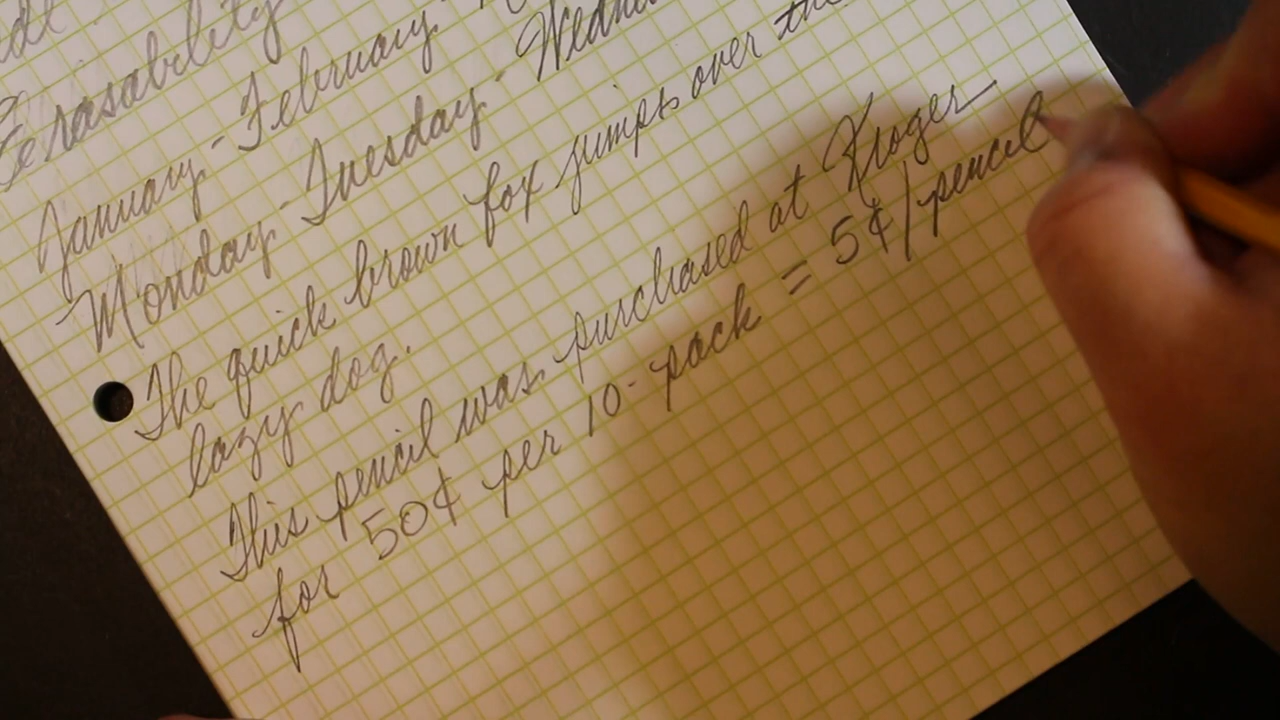 Erasability
January - February -
Monday - Tuesday - Wedne
The quick brown fox jumps over the
lazy dog.
This pencil was purchased at Kroger
for 50¢ per 10-pack = 5¢/pencil